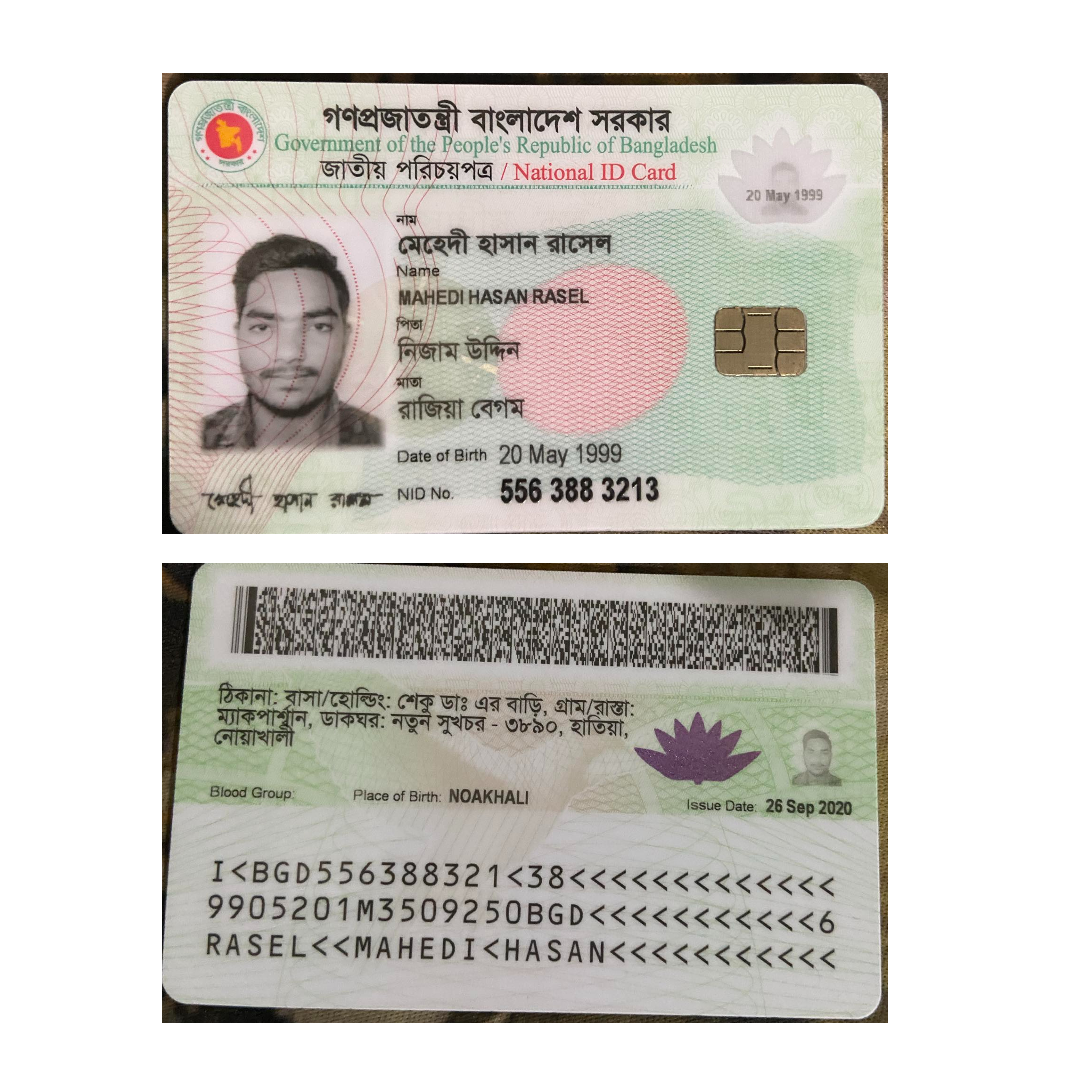 গণপ্রজাতন্ত্রী বাংলাদেশ সরকার
Government of the People's Republic of Bangladesh
জাতীয় পরিচয়পত্র / National ID Card
20 May 1999
নাম
মেহেদী হাসান রাসেল
Name
MAHEDI HASAN RASEL
পিতা
নিজাম উদ্দিন
মাতা
রাজিয়া বেগম
Date of Birth 20 May 1999
মেহেদী হাসান রাসেল
NID No. 556 388 3213
ঠিকানা: বাসা/হোল্ডিং: শেকু ডাঃ এর বাড়ি, গ্রাম/রাস্তা:
ম্যাকপার্শ্বান, ডাকঘর: নতুন সুখচর - ৩৮৯০, হাতিয়া,
নোয়াখালী
Blood Group: Place of Birth: NOAKHALI
Issue Date: 26 Sep 2020
I<BGD556388321<38<<<<<<<<<<<<<
9905201M3509250BGD<<<<<<<<<<<6
RASEL<<MAHEDI<HASAN<<<<<<<<<<<